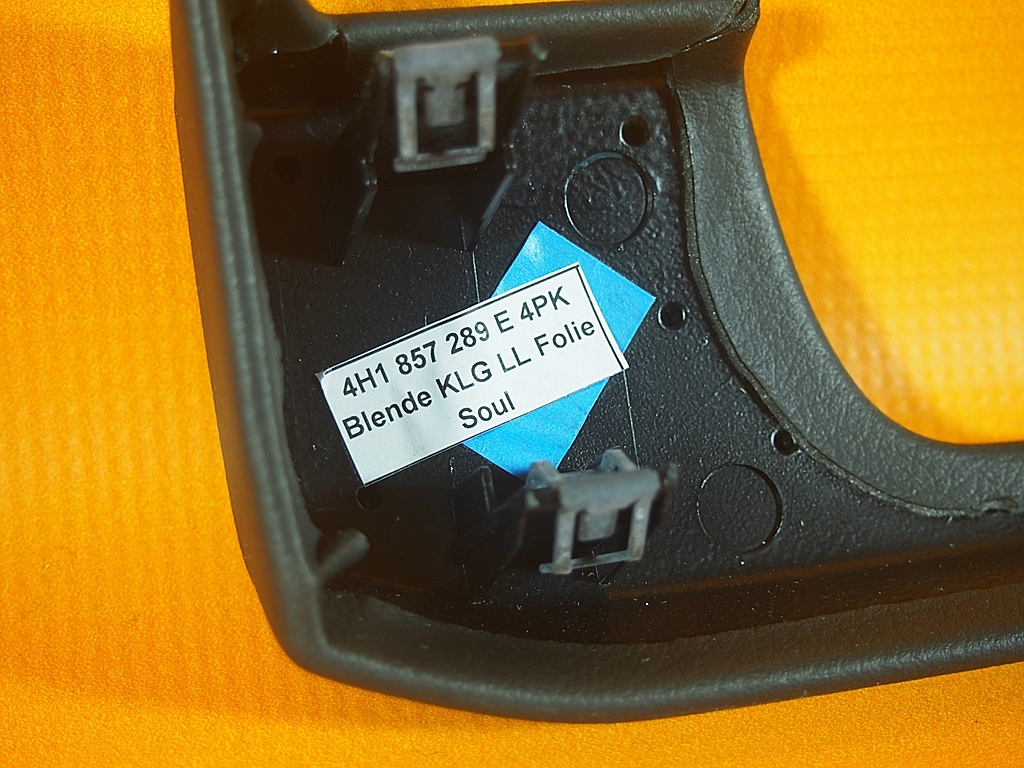 4H1 857 289 E 4PK
Blende KLG LL Folie
Soul